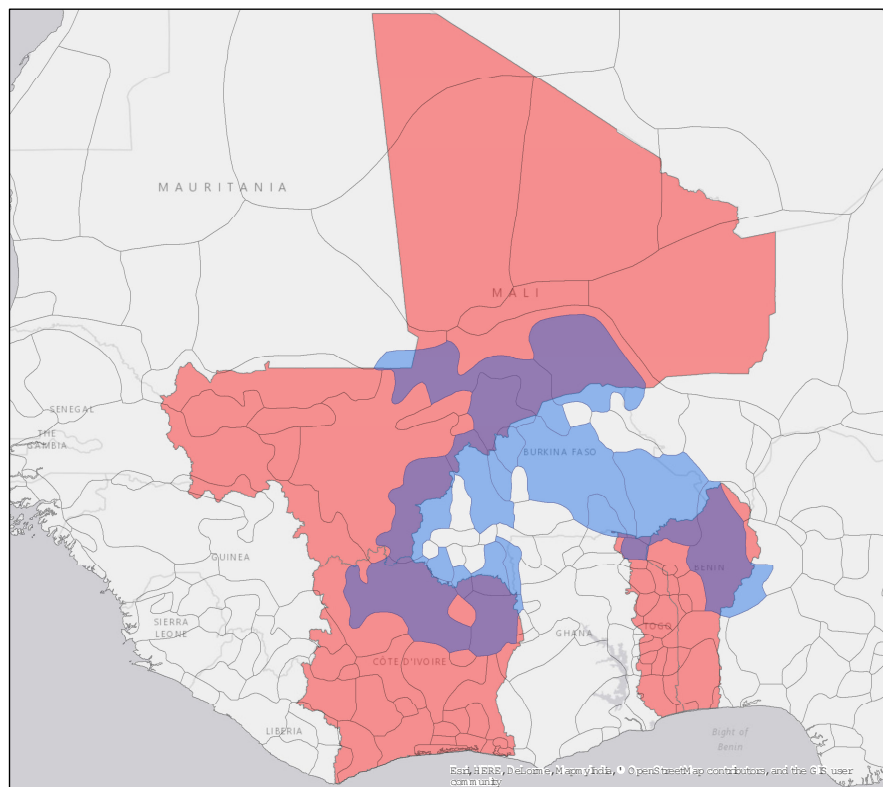 MAURITANIA
MALI
SENEGAL
THE
GAMBIA
BURKINA FASO
GUINEA
BENIN
SIERRA
LEONE
TOGO
GHANA
CÔTE D'IVOIRE
LIBERIA
Bight of
Benin
Esri, HERE, DeLorme, MapmyIndia, © OpenStreetMap contributors, and the GIS user
community